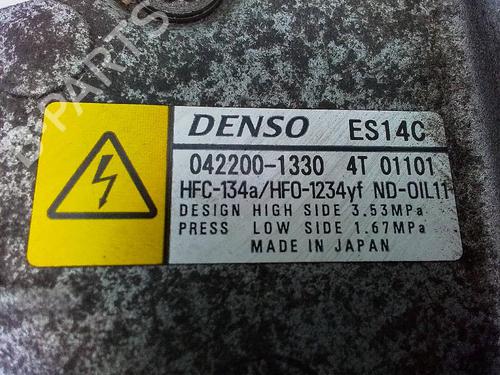 B-PARTS
DENSO ES14C
042200-1330 4T 01101
HFC-134a/HFO-1234yf ND-OIL11
DESIGN HIGH SIDE 3.53MPa
PRESS LOW SIDE 1.67MPa
MADE IN JAPAN